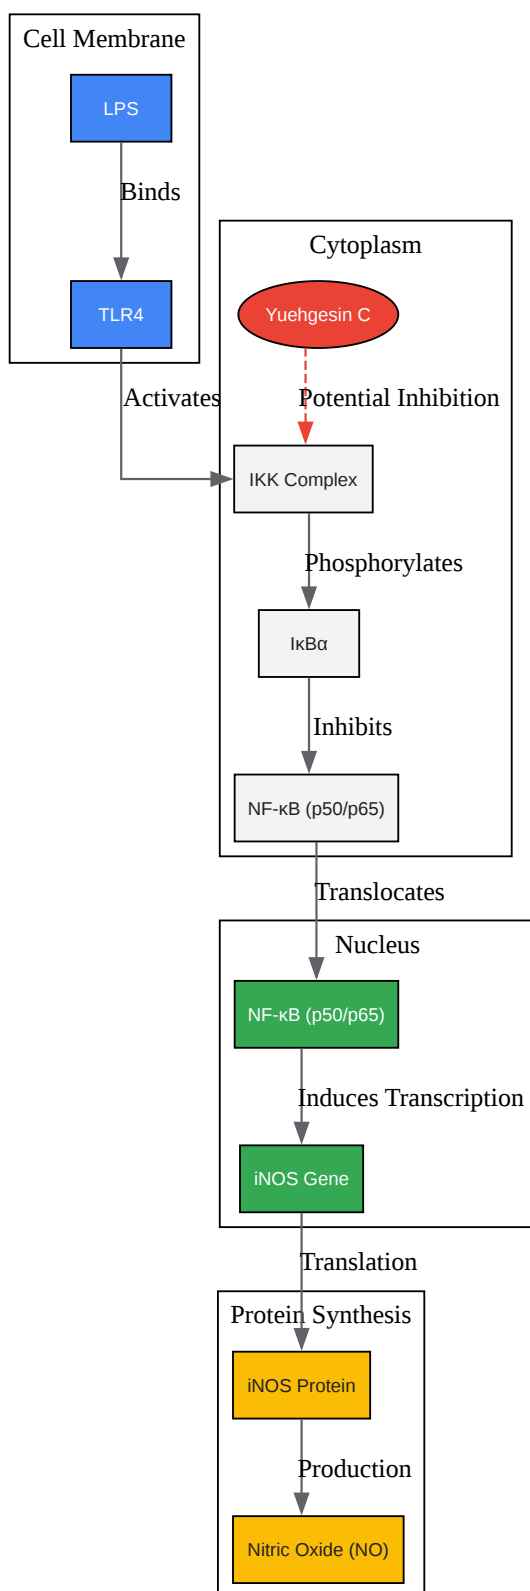 Cell Membrane
LPS
Binds
TLR4
Activates
Cytoplasm
Yuehgesin C
Potential Inhibition
IKK Complex
Phosphorylates
IκBα
Inhibits
NF-κB (p50/p65)
Translocates
Nucleus
NF-κB (p50/p65)
Induces Transcription
iNOS Gene
Translation
Protein Synthesis
iNOS Protein
Production
Nitric Oxide (NO)